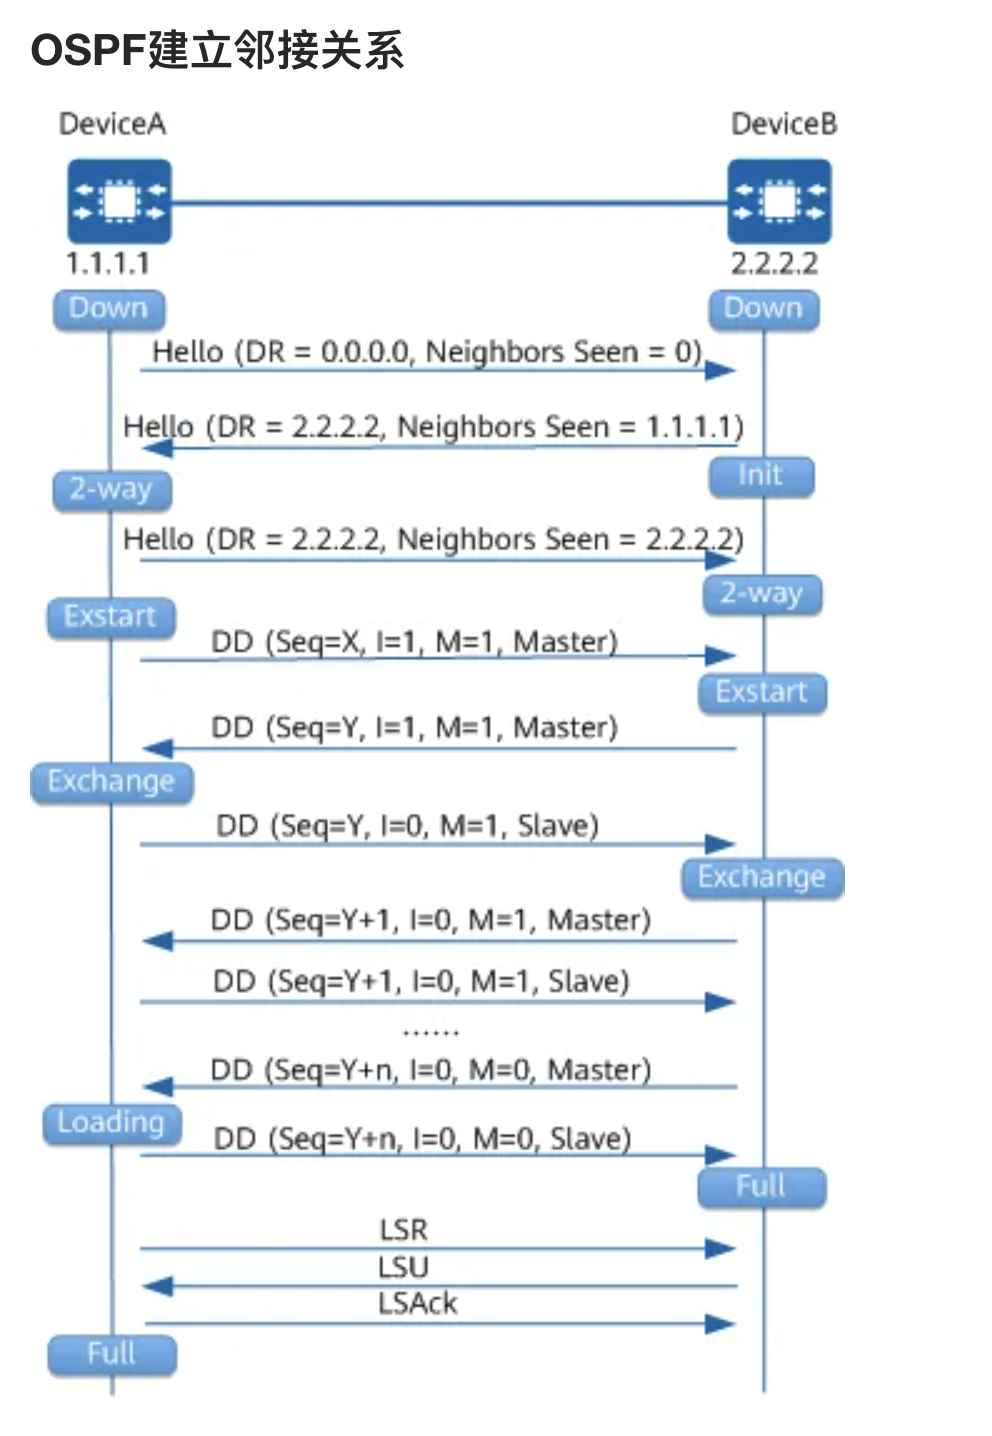 OSPF建立邻接关系
DeviceA
DeviceB
1.1.1.1
2.2.2.2
Down
Down
Hello (DR = 0.0.0.0, Neighbors Seen = 0)
Hello (DR = 2.2.2.2, Neighbors Seen = 1.1.1.1)
Init
2-way
Hello (DR = 2.2.2.2, Neighbors Seen = 2.2.2.2)
2-way
Exstart
DD (Seq=X, I=1, M=1, Master)
Exstart
DD (Seq=Y, I=1, M=1, Master)
Exchange
DD (Seq=Y, I=0, M=1, Slave)
Exchange
DD (Seq=Y+1, I=0, M=1, Master)
DD (Seq=Y+1, I=0, M=1, Slave)
......
DD (Seq=Y+n, I=0, M=0, Master)
Loading
DD (Seq=Y+n, I=0, M=0, Slave)
Full
LSR
LSU
LSAck
Full